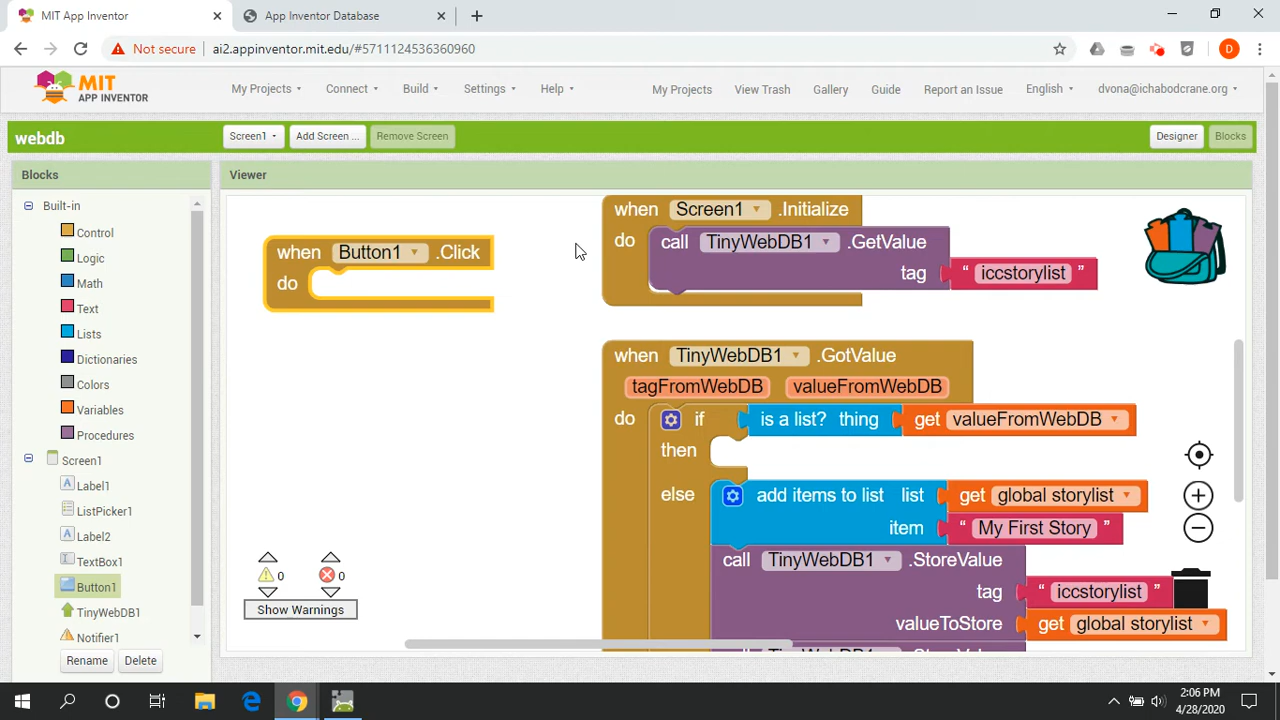 MIT App Inventor
App Inventor Database
Not secure
ai2.appinventor.mit.edu/#5711124536360960
D
MIT
APP INVENTOR
My Projects
Connect
Build
Settings
Help
My Projects
View Trash
Gallery
Guide
Report an Issue
English
dvona@ichabodcrane.org
webdb
Screen1
Add Screen ...
Remove Screen
Designer
Blocks
Blocks
Viewer
Built-in
Control
Logic
Math
Text
Lists
Dictionaries
Colors
Variables
Procedures
Screen1
Label1
ListPicker1
Label2
TextBox1
Button1
TinyWebDB1
Notifier1
Rename
Delete
when Button1 .Click
do
when Screen1 .Initialize
do call TinyWebDB1 .GetValue
tag " iccstorylist "
when TinyWebDB1 .GotValue
tagFromWebDB valueFromWebDB
do if is a list? thing get valueFromWebDB
then
else add items to list list get global storylist
item " My First Story "
call TinyWebDB1 .StoreValue
tag " iccstorylist "
valueToStore get global storylist
0 0
Show Warnings
2:06 PM
4/28/2020